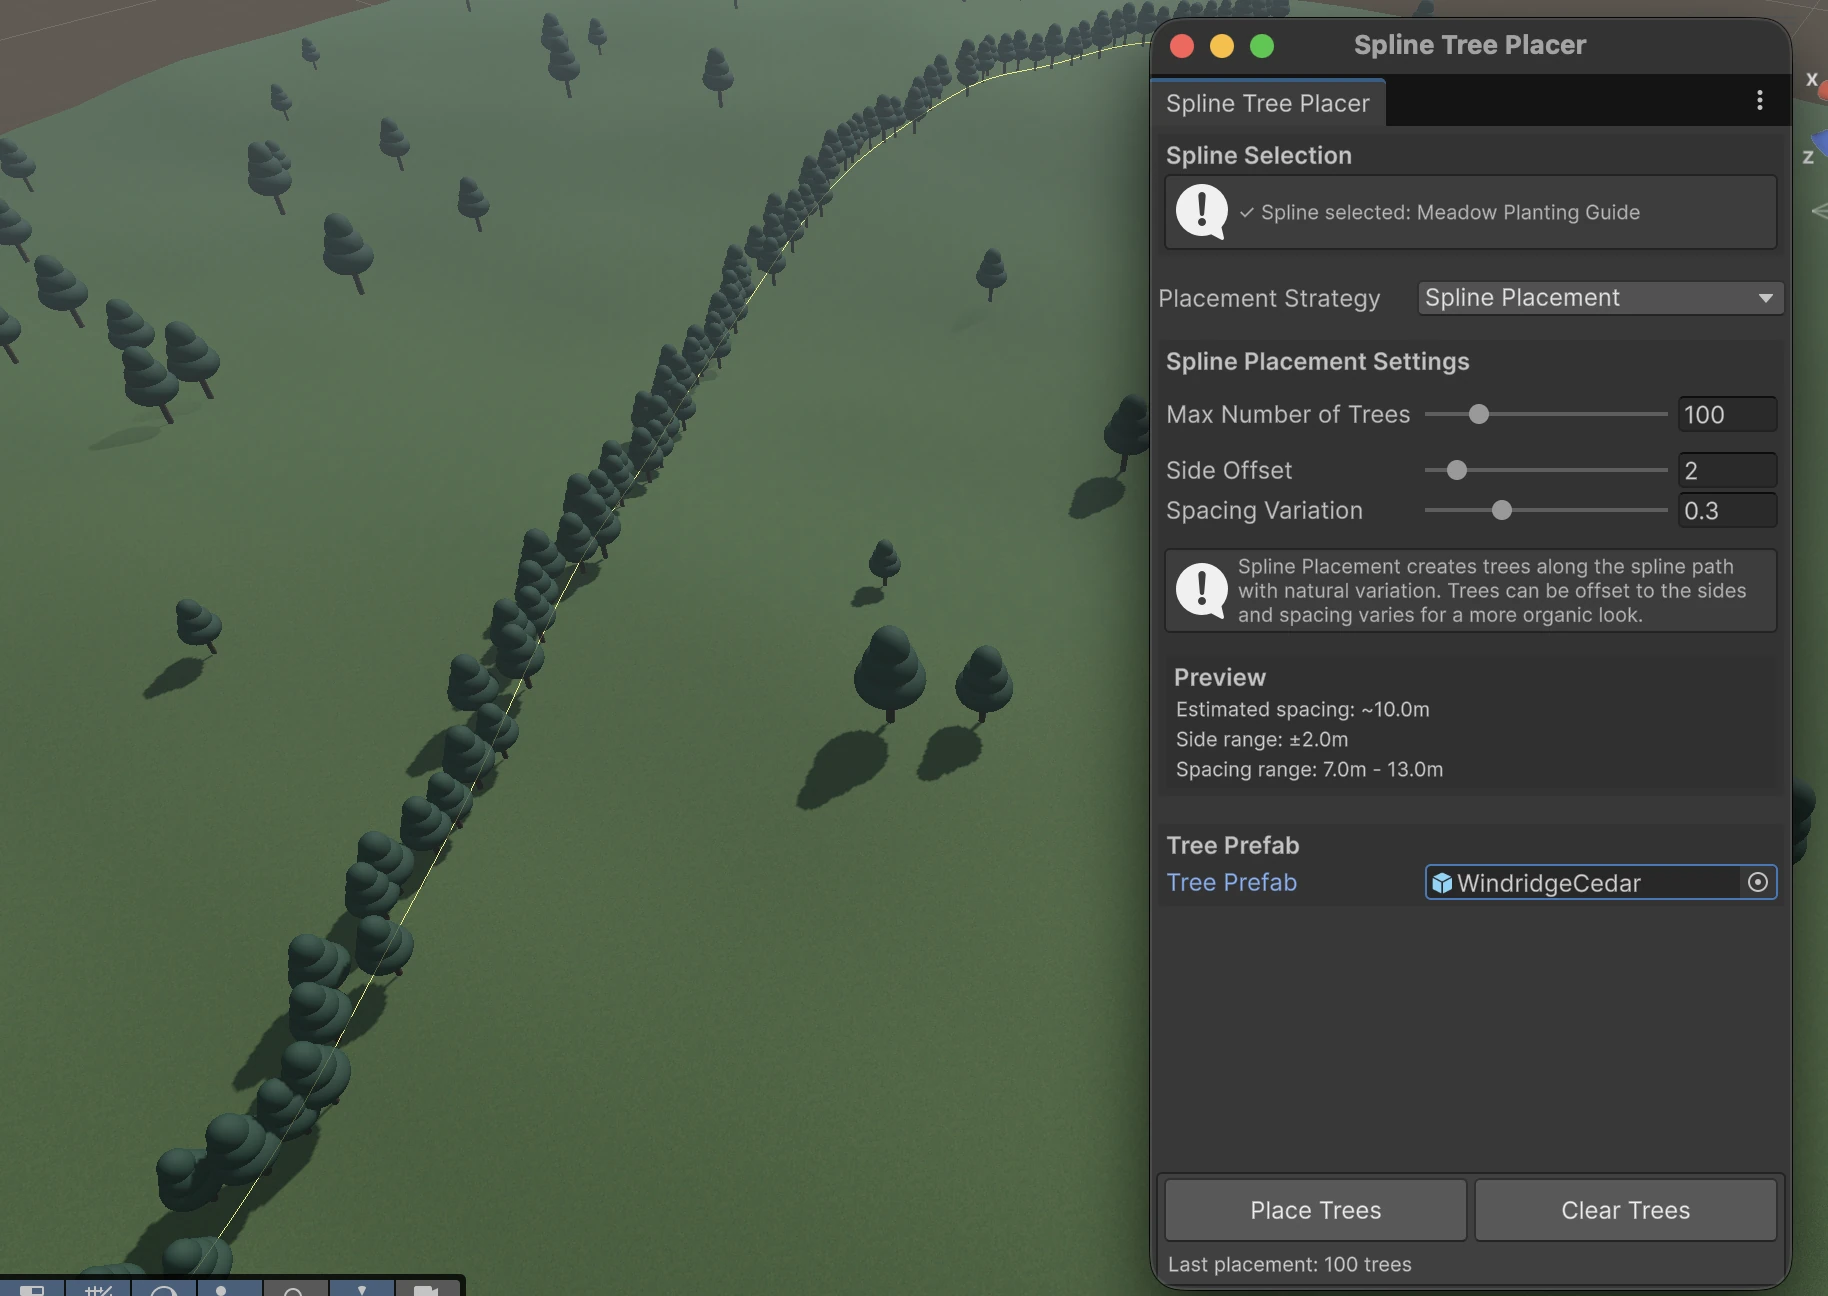 Spline Tree Placer
Spline Tree Placer
Spline Selection
✓ Spline selected: Meadow Planting Guide
Placement Strategy
Spline Placement
Spline Placement Settings
Max Number of Trees
100
Side Offset
2
Spacing Variation
0.3
Spline Placement creates trees along the spline path
with natural variation. Trees can be offset to the sides
and spacing varies for a more organic look.
Preview
Estimated spacing: ~10.0m
Side range: ±2.0m
Spacing range: 7.0m - 13.0m
Tree Prefab
Tree Prefab
WindridgeCedar
Place Trees
Clear Trees
Last placement: 100 trees
x
z